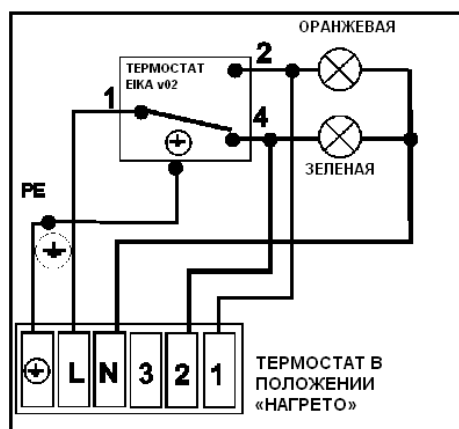 ОРАНЖЕВАЯ
ТЕРМОСТАТ
EIKA v02
2
1
4
ЗЕЛЕНАЯ
PE
L N 3 2 1
ТЕРМОСТАТ В
ПОЛОЖЕНИИ
«НАГРЕТО»